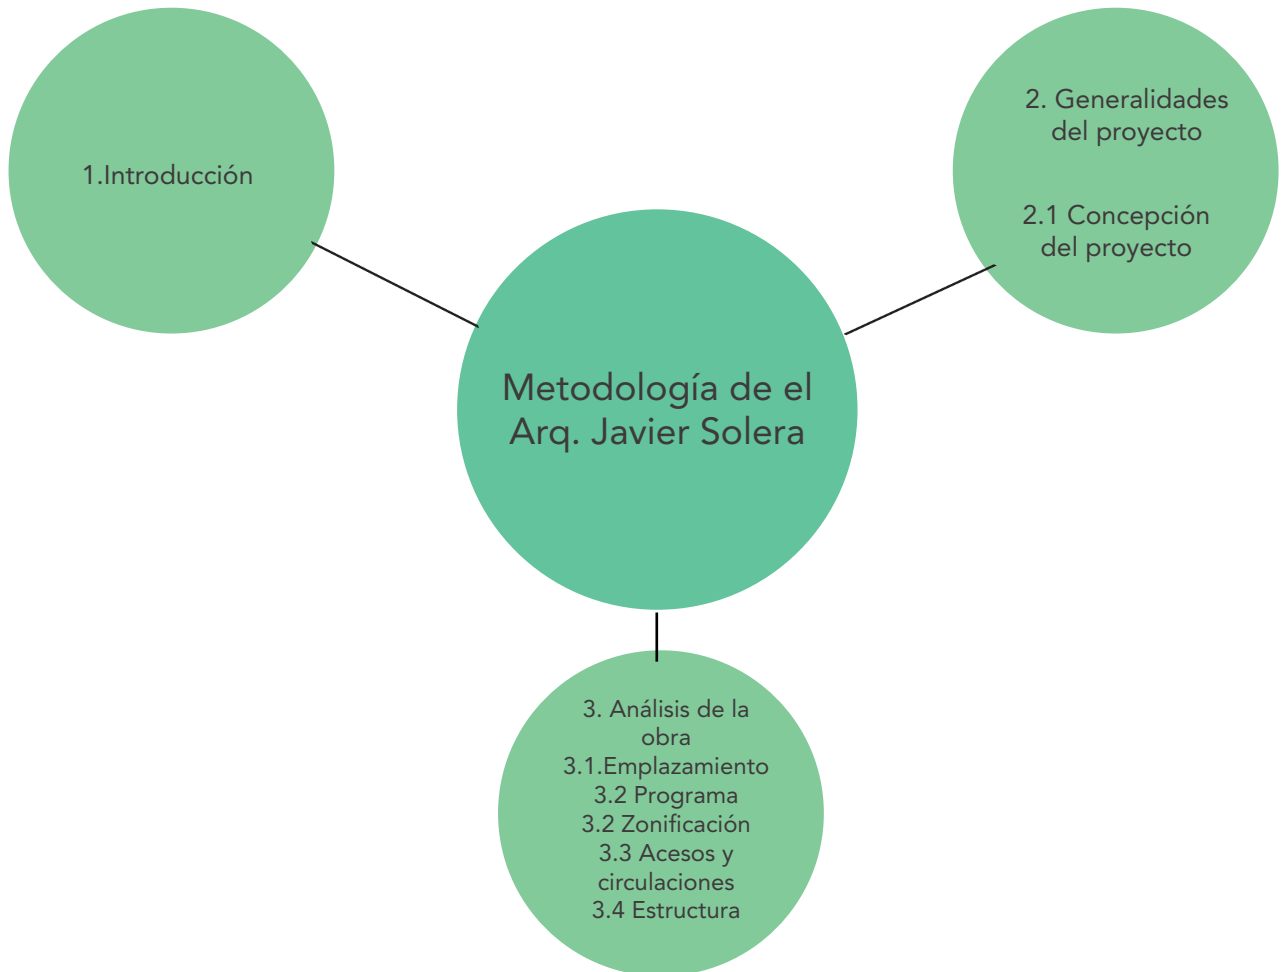 1.Introducción
2. Generalidades
del proyecto
2.1 Concepción
del proyecto
Metodología de el
Arq. Javier Solera
3. Análisis de la
obra
3.1.Emplazamiento
3.2 Programa
3.2 Zonificación
3.3 Acesos y
circulaciones
3.4 Estructura